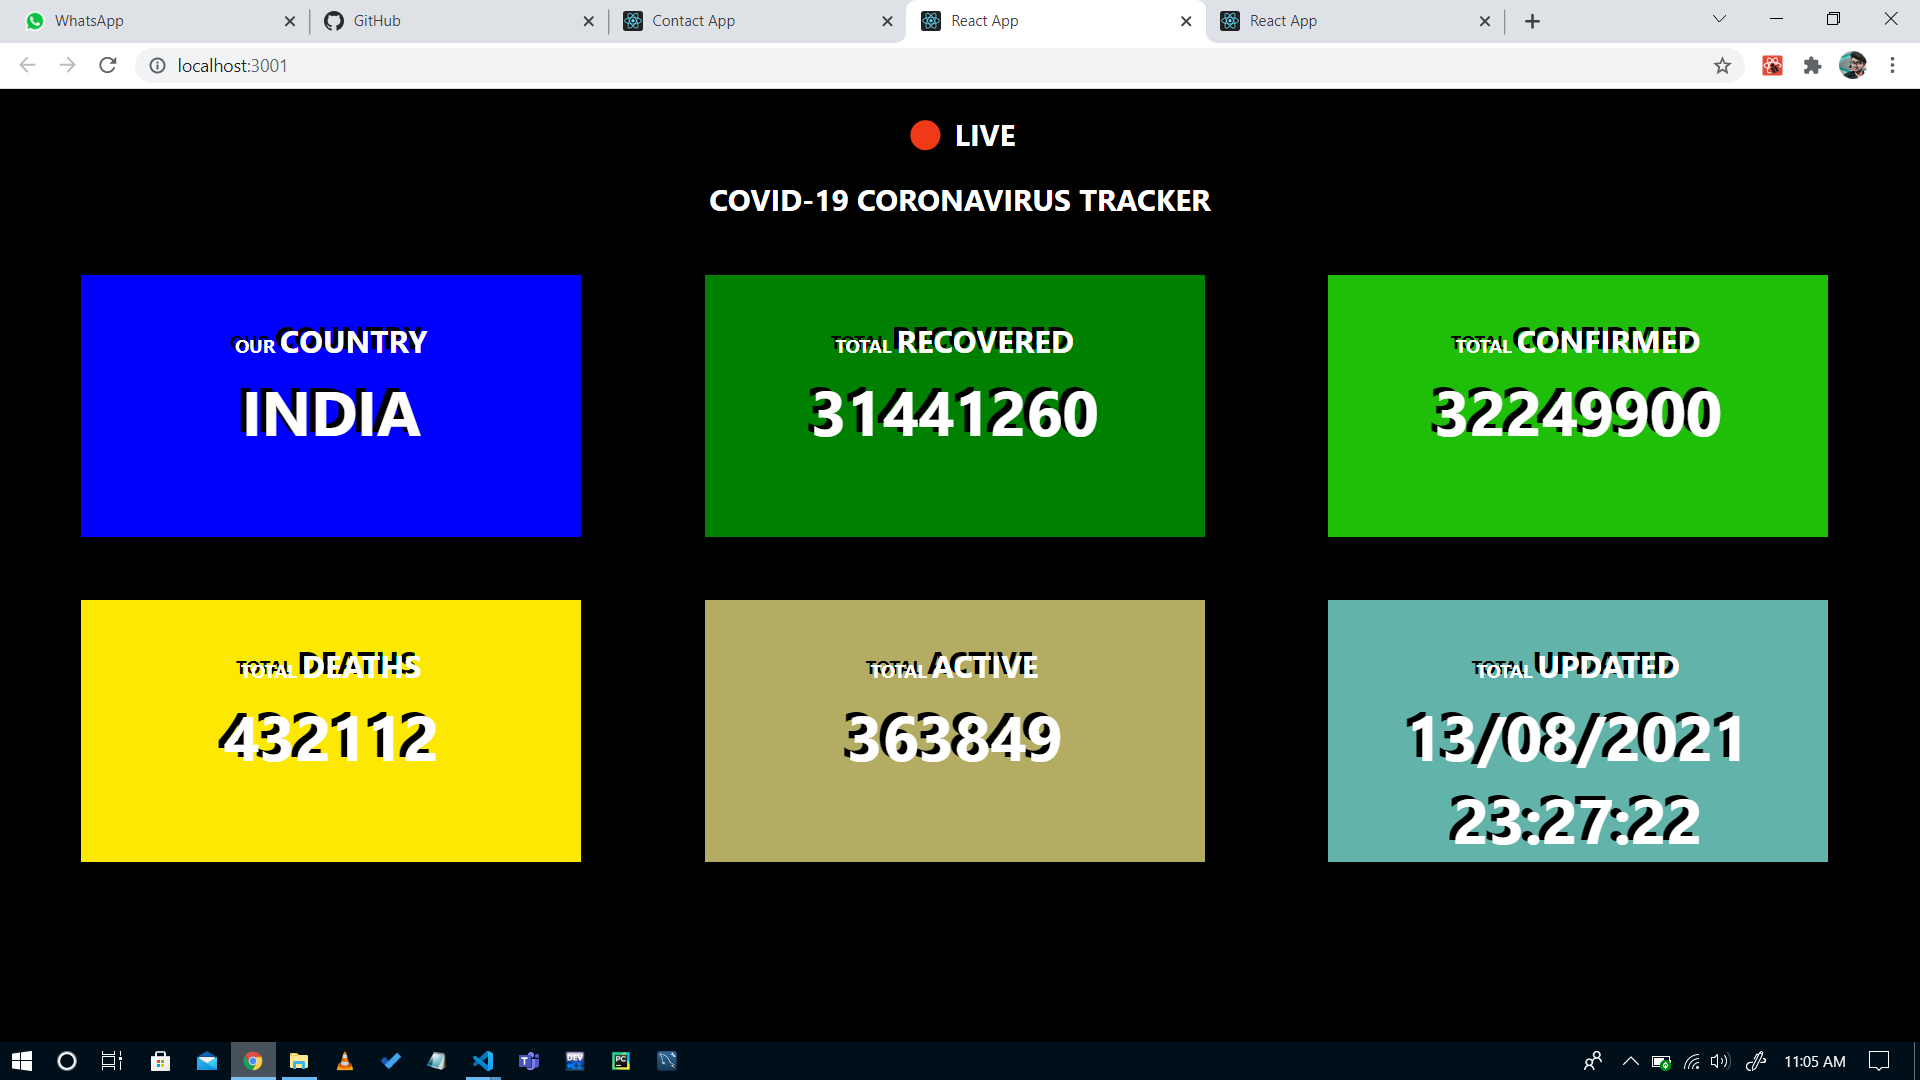 WhatsApp
GitHub
Contact App
React App
React App
localhost:3001
LIVE
COVID-19 CORONAVIRUS TRACKER
OUR COUNTRY
INDIA
TOTAL RECOVERED
31441260
TOTAL CONFIRMED
32249900
TOTAL DEATHS
432112
TOTAL ACTIVE
363849
TOTAL UPDATED
13/08/2021
23:27:22
DEV
PC
11:05 AM